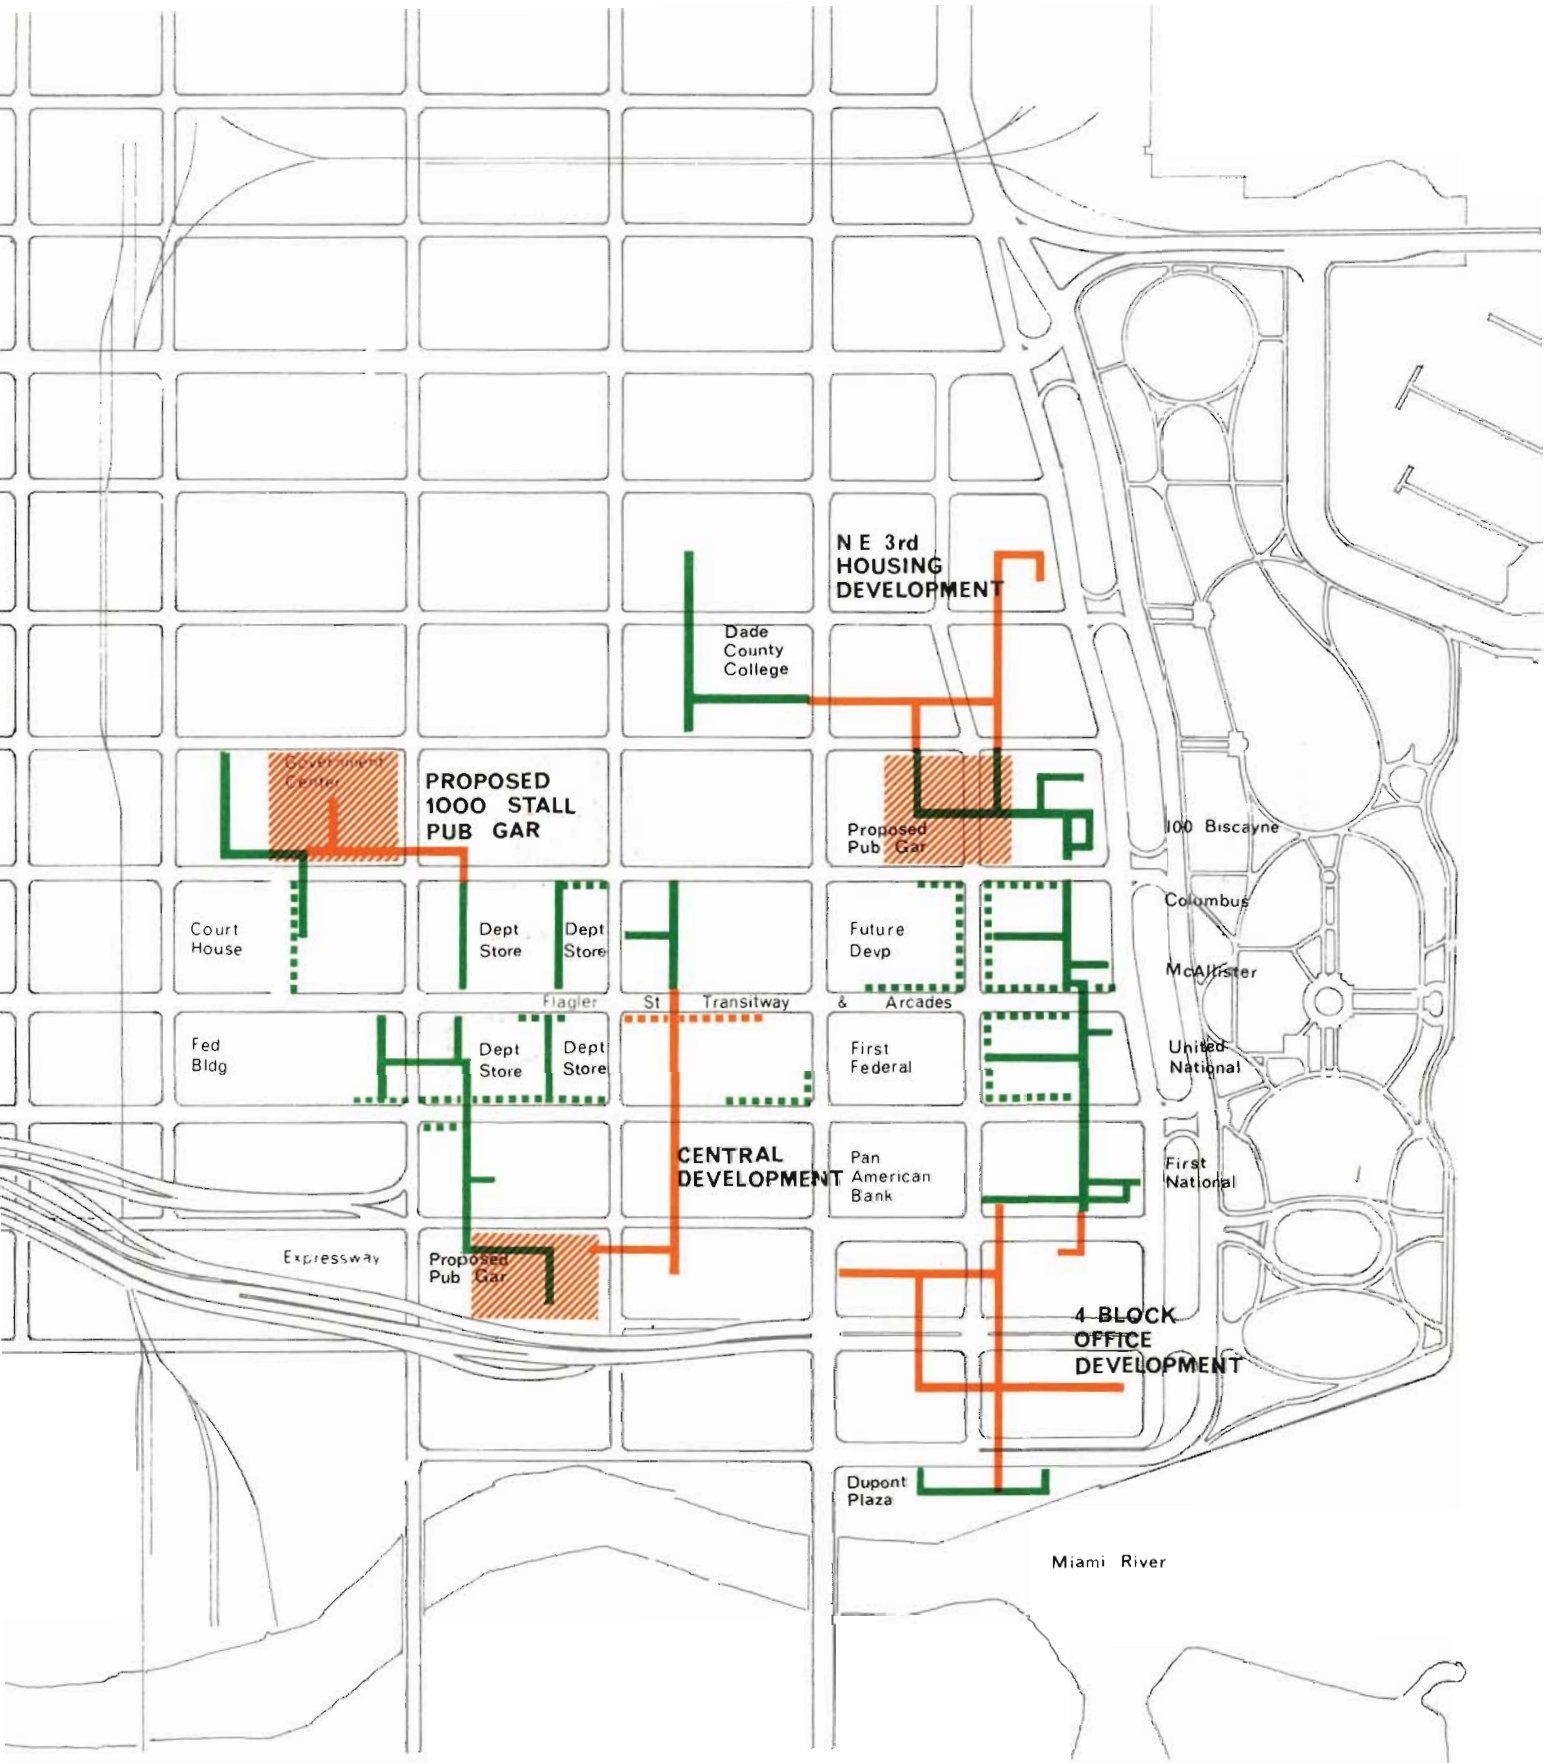 N E 3rd
HOUSING
DEVELOPMENT
Dade
County
College
Government
Center
PROPOSED
1000 STALL
PUB GAR
Proposed
Pub Gar
100 Biscayne
Columbus
McAllister
Court
House
Dept
Store
Dept
Store
Future
Devp
Flagler St Transitway & Arcades
Fed
Bldg
Dept
Store
Dept
Store
First
Federal
United
National
CENTRAL
DEVELOPMENT
Pan
American
Bank
First
National
Expressway
Proposed
Pub Gar
4 BLOCK
OFFICE
DEVELOPMENT
Dupont
Plaza
Miami River